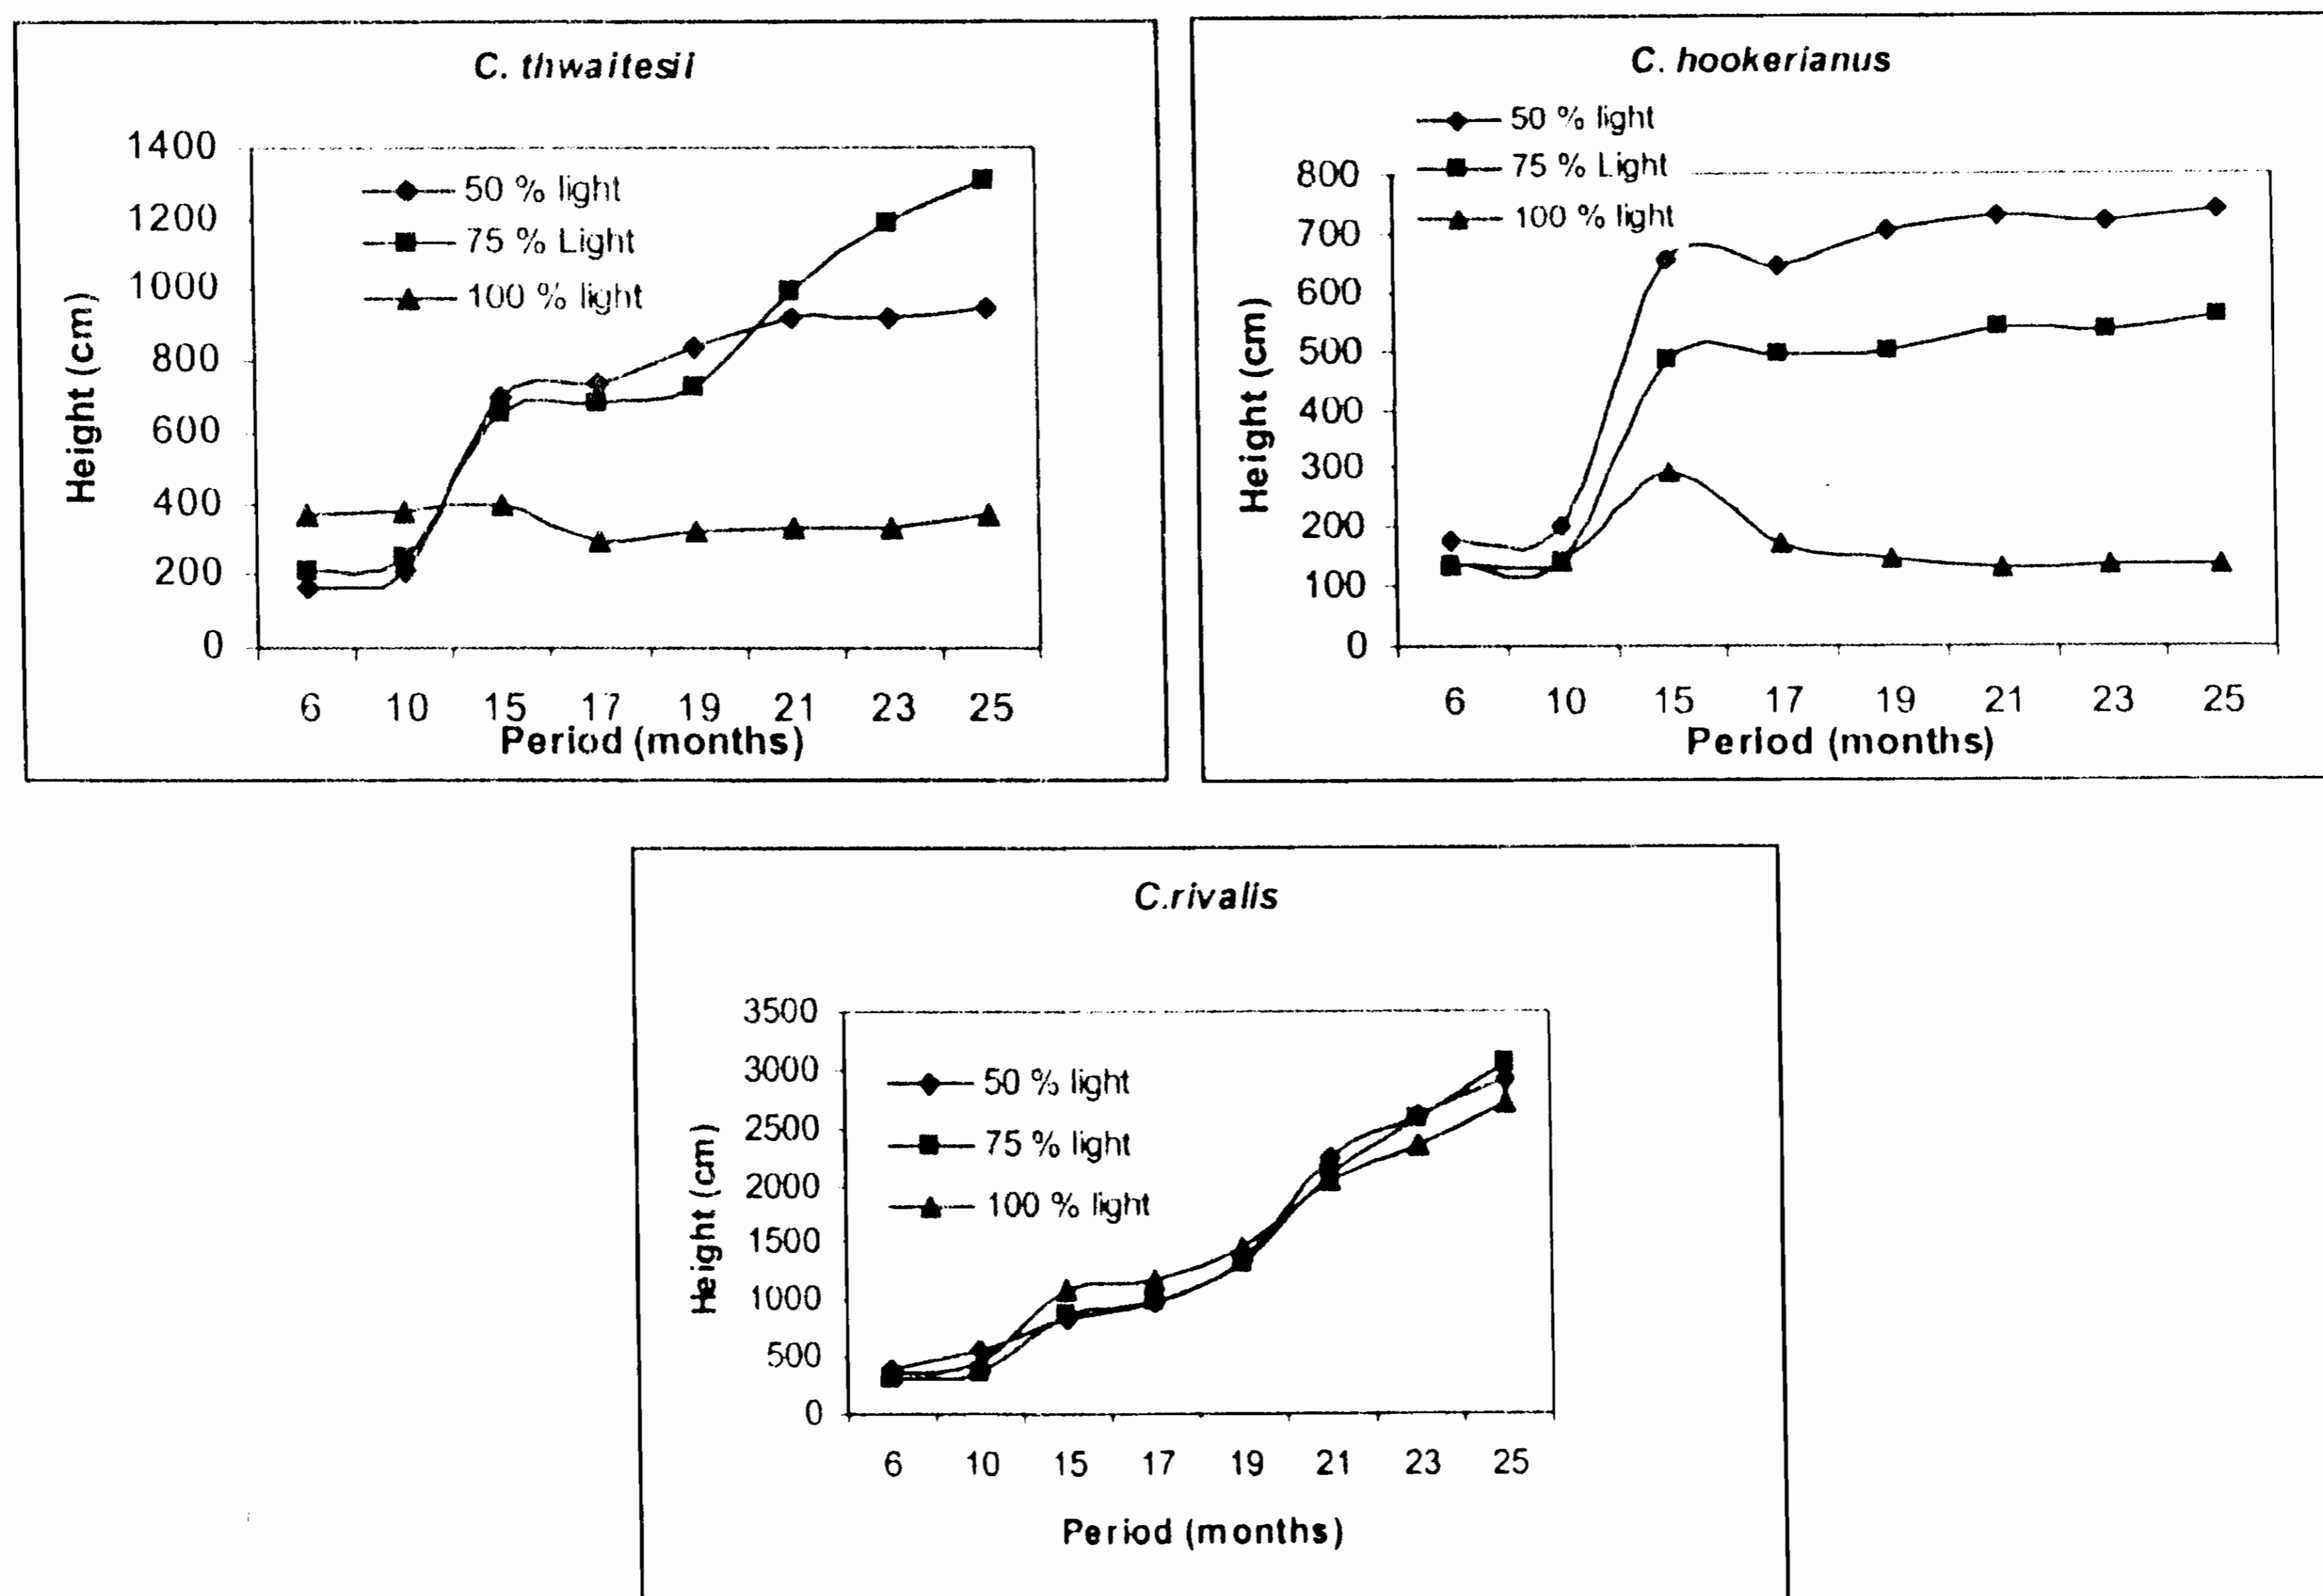 C. thwaitesii
1400
1200
1000
800
600
400
200
0
Height (cm)
50 % light
75 % Light
100 % light
6 10 15 17 19 21 23 25
Period (months)
C. hookerianus
50 % light
75 % Light
100 % light
800
700
600
500
400
300
200
100
0
Height (cm)
6 10 15 17 19 21 23 25
Period (months)
C.rivalis
3500
3000
2500
2000
1500
1000
500
0
Height (cm)
50 % light
75 % light
100 % light
6 10 15 17 19 21 23 25
Period (months)